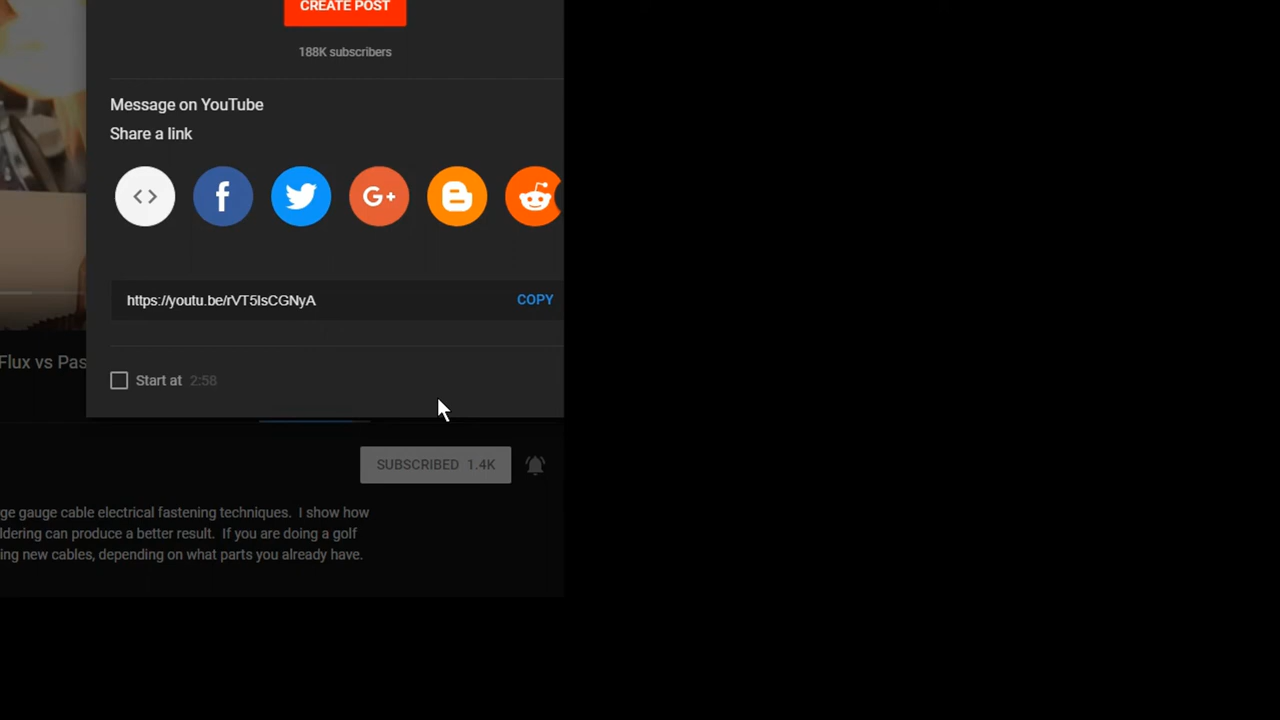 CREATE POST
188K subscribers
Message on YouTube
Share a link
f
G+
https://youtu.be/rVT5IsCGNyA
COPY
Flux vs Pas
Start at 2:58
SUBSCRIBED 1.4K
ge gauge cable electrical fastening techniques. I show how
ldering can produce a better result. If you are doing a golf
ing new cables, depending on what parts you already have.